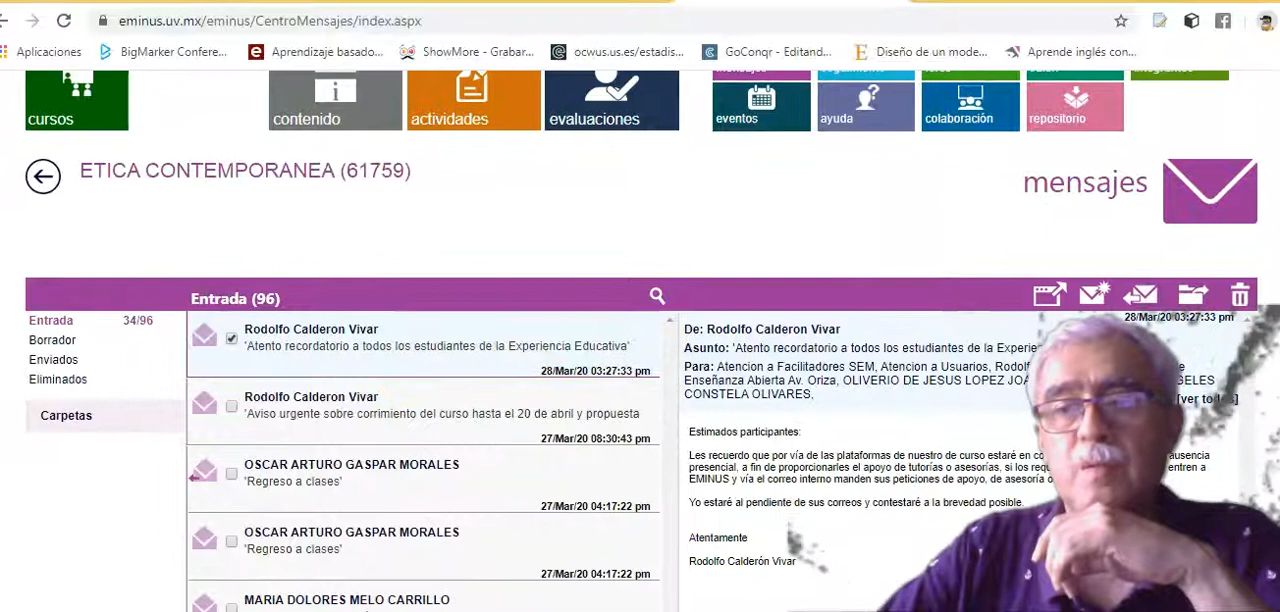 eminus.uv.mx/eminus/CentroMensajes/index.aspx
Aplicaciones BigMarker Confere... Aprendizaje basado... ShowMore - Grabar... ocwus.us.es/estadis... GoConqr - Editand... Diseño de un mode... Aprende inglés con...
cursos contenido actividades evaluaciones
eventos ayuda colaboración repositorio
ETICA CONTEMPORANEA (61759)
mensajes
Entrada (96)
Entrada 34/96
Borrador
Enviados
Eliminados
Carpetas
Rodolfo Calderon Vivar
'Atento recordatorio a todos los estudiantes de la Experiencia Educativa'
28/Mar/20 03:27:33 pm
Rodolfo Calderon Vivar
'Aviso urgente sobre corrimiento del curso hasta el 20 de abril y propuesta
27/Mar/20 08:30:43 pm
OSCAR ARTURO GASPAR MORALES
'Regreso a clases'
27/Mar/20 04:17:22 pm
OSCAR ARTURO GASPAR MORALES
'Regreso a clases'
27/Mar/20 04:17:22 pm
MARIA DOLORES MELO CARRILLO
28/Mar/20 03:27:33 pm
De: Rodolfo Calderon Vivar
Asunto: 'Atento recordatorio a todos los estudiantes de la Experie
Para: Atencion a Facilitadores SEM, Atencion a Usuarios, Rodol
Enseñanza Abierta Av. Oriza, OLIVERIO DE JESUS LOPEZ JOA GELES
CONSTELA OLIVARES,
Estimados participantes:
Les recuerdo que por vía de las plataformas de nuestro de curso estaré en co ausencia
presencial, a fin de proporcionarles el apoyo de tutorías o asesorías, si los req entren a
EMINUS y vía el correo interno manden sus peticiones de apoyo, de asesoría o
Yo estaré al pendiente de sus correos y contestaré a la brevedad posible.
Atentamente
Rodolfo Calderón Vivar